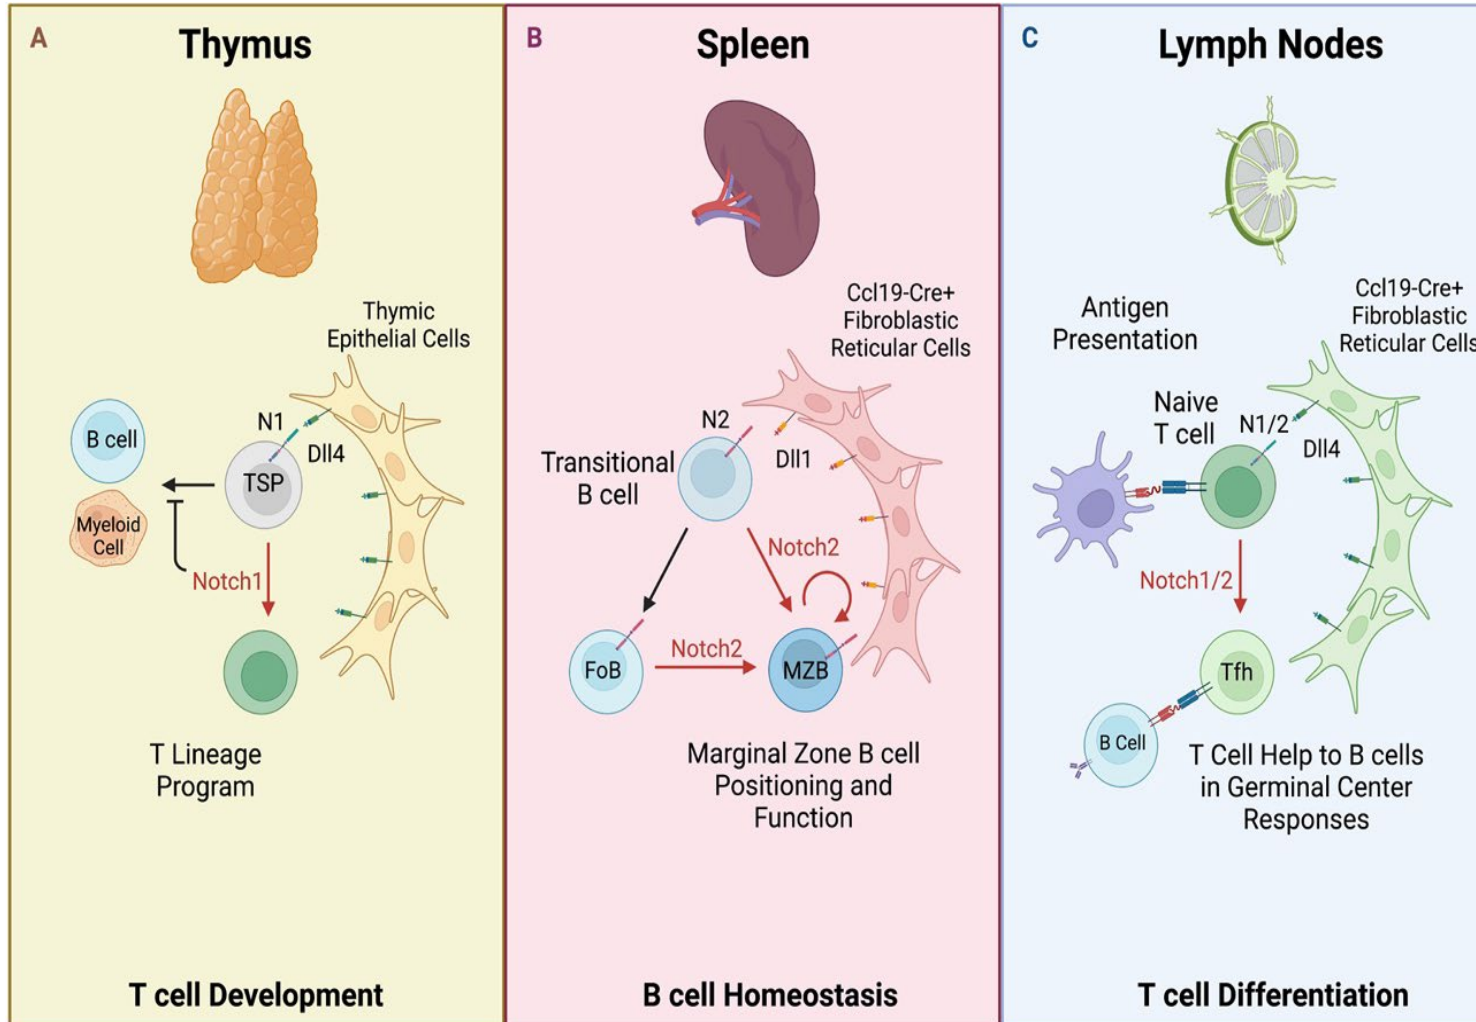 A
Thymus
Thymic
Epithelial Cells
N1
Dll4
B cell
TSP
Myeloid
Cell
Notch1
T Lineage
Program
T cell Development
B
Spleen
Ccl19-Cre+
Fibroblastic
Reticular Cells
N2
Dll1
Transitional
B cell
Notch2
Notch2
FoB
MZB
Marginal Zone B cell
Positioning and
Function
B cell Homeostasis
C
Lymph Nodes
Antigen
Presentation
Ccl19-Cre+
Fibroblastic
Reticular Cells
Naive
T cell
N1/2
Dll4
Notch1/2
Tfh
B Cell
T Cell Help to B cells
in Germinal Center
Responses
T cell Differentiation